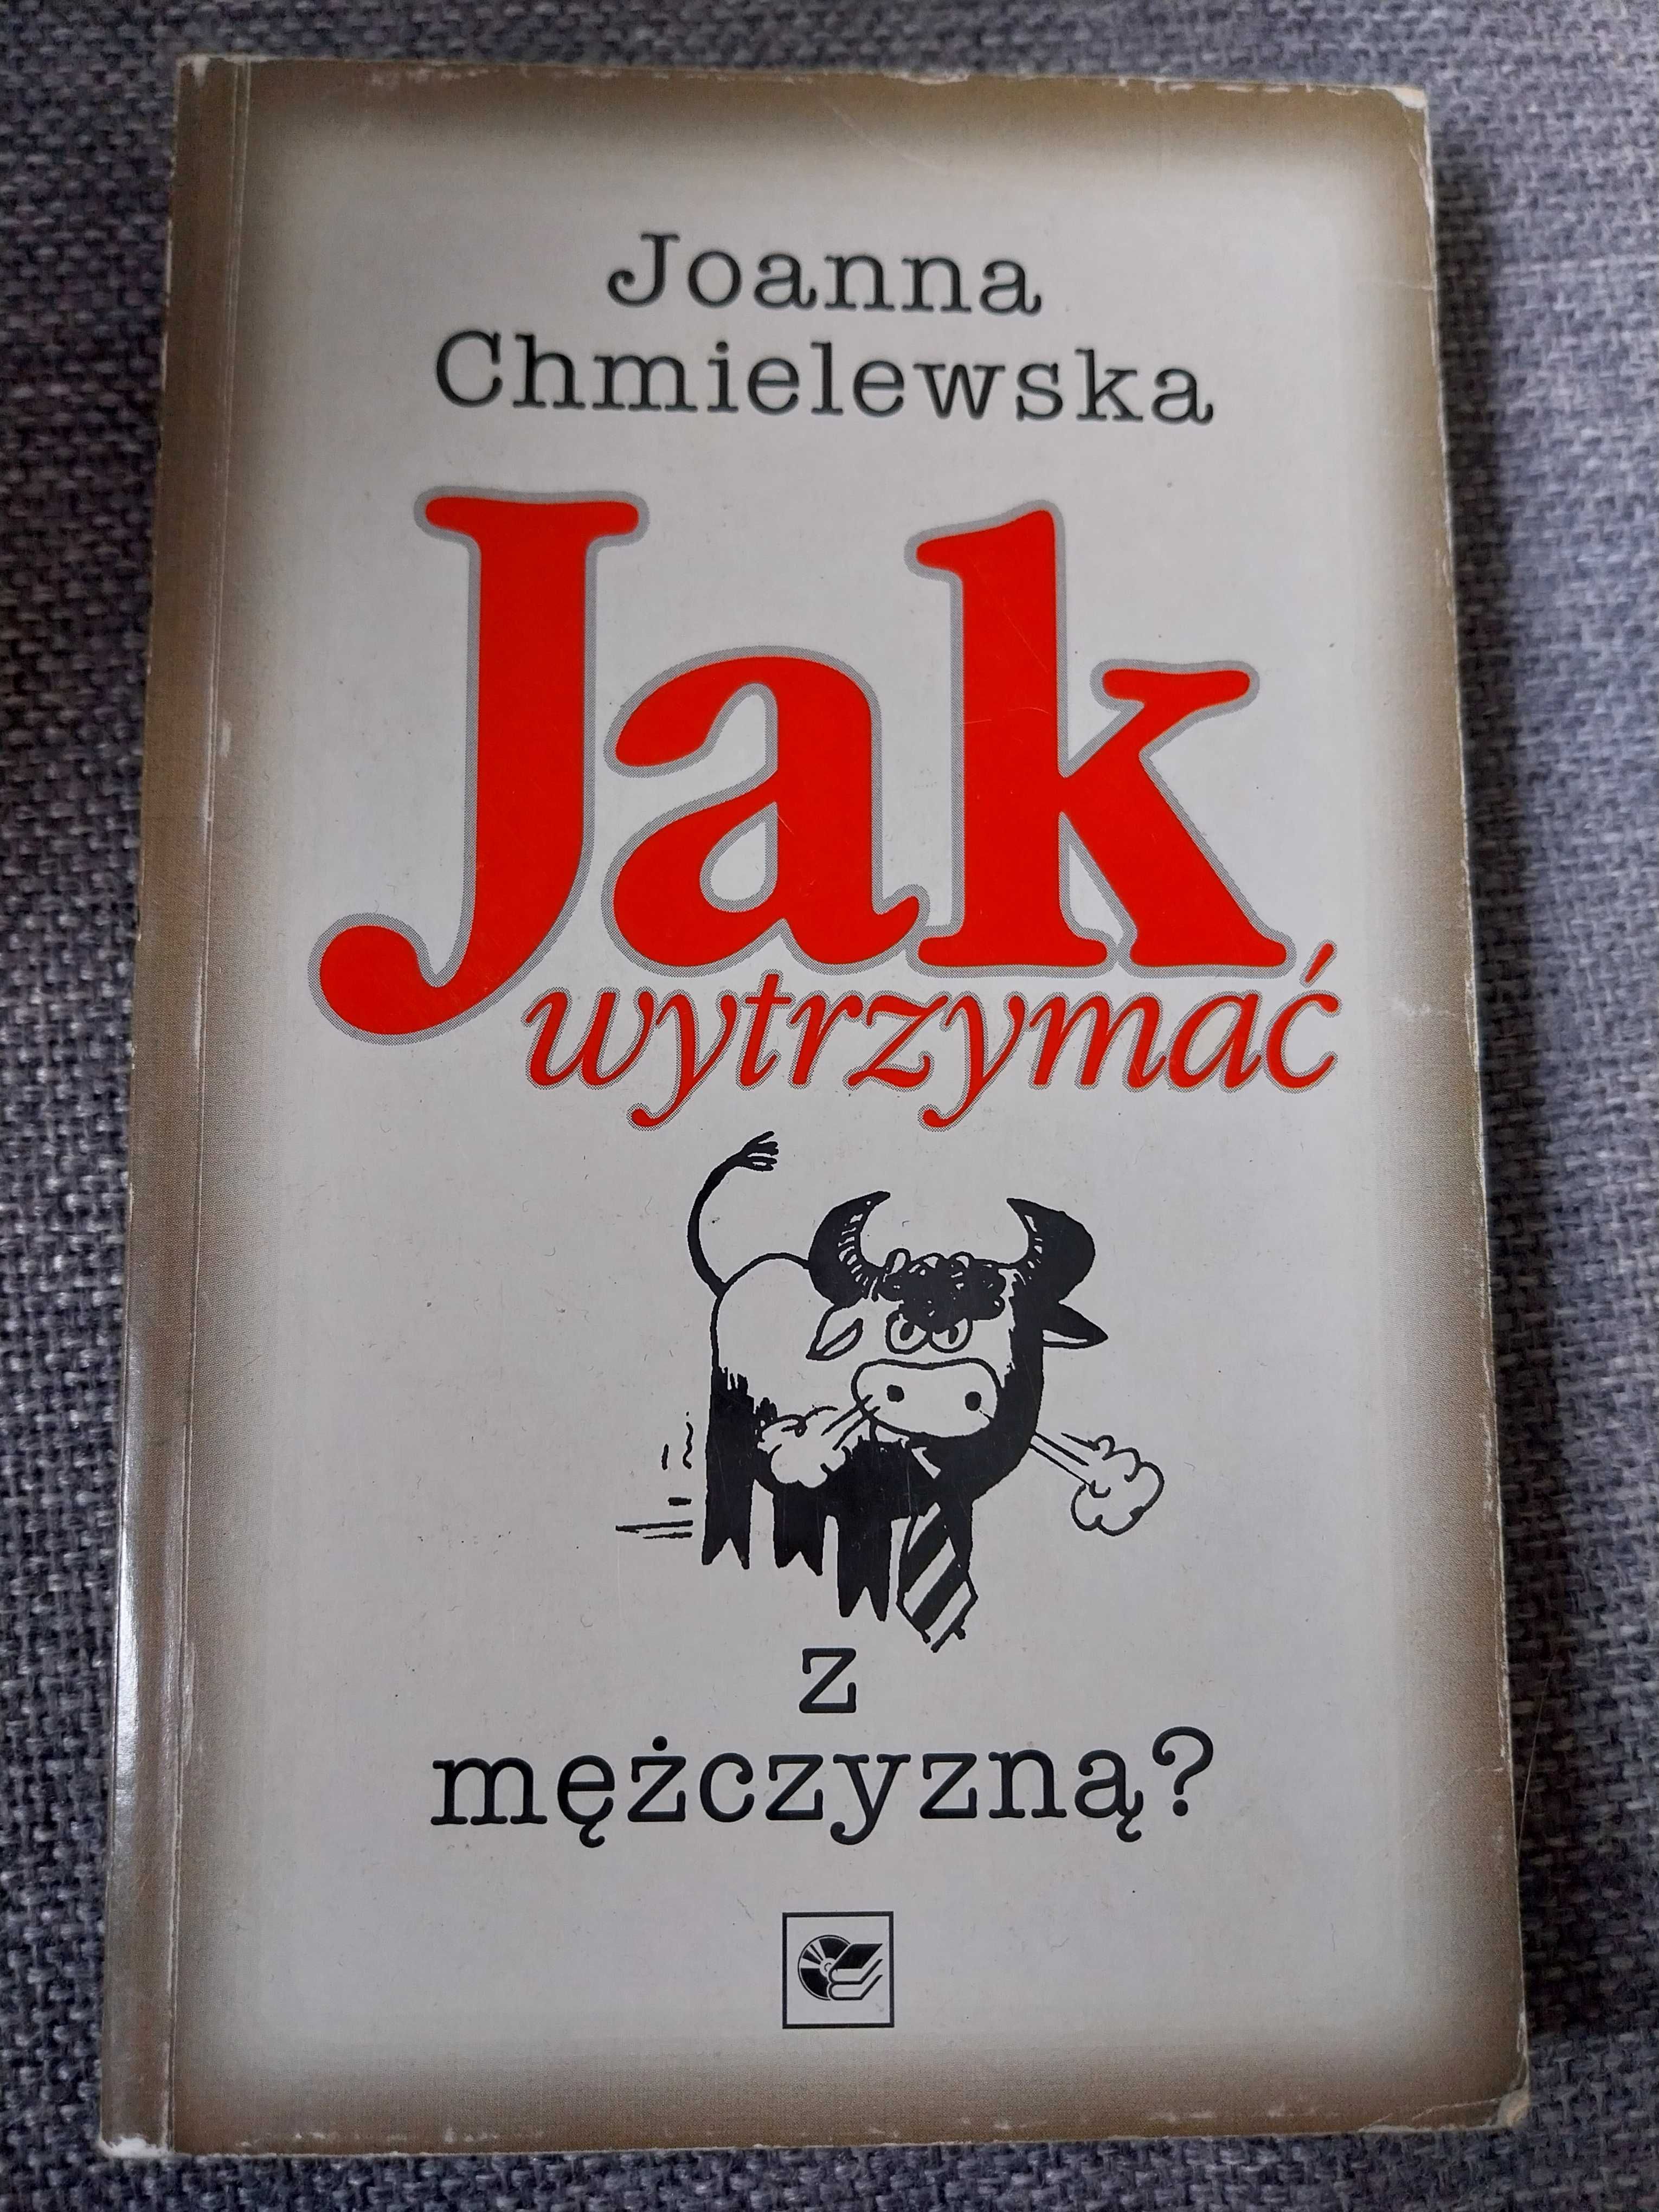 Joanna
Chmielewska
Jak
wytrzymać
z
mężczyzną?